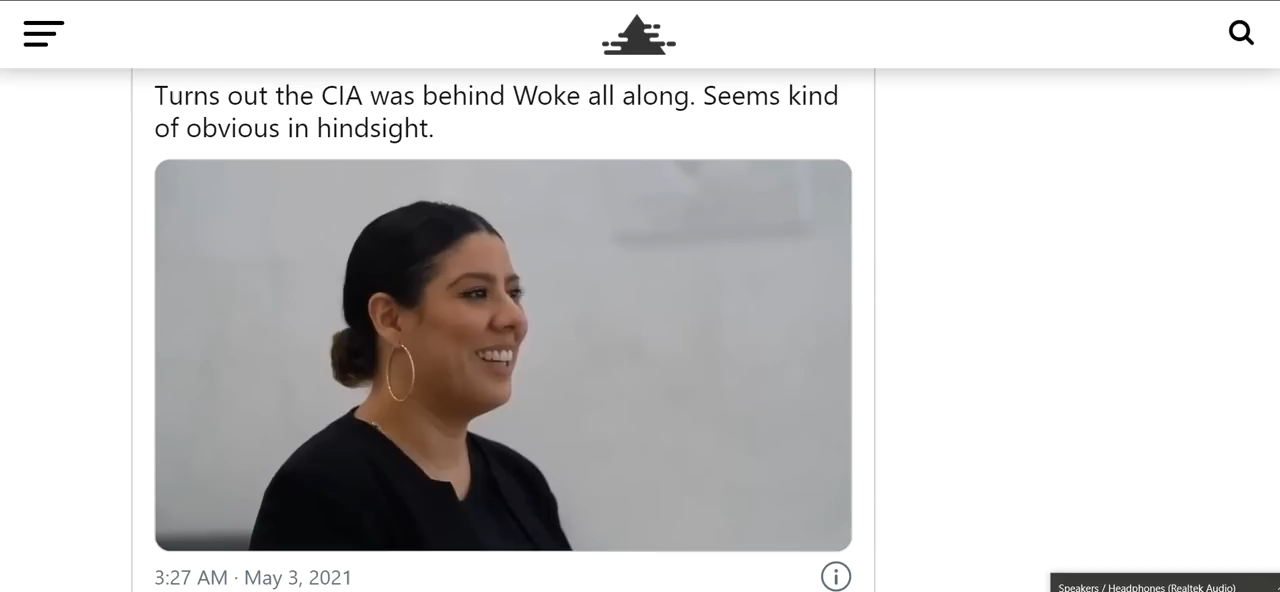 Turns out the CIA was behind Woke all along. Seems kind
of obvious in hindsight.
3:27 AM · May 3, 2021
Speakers / Headphones (Realtek Audio)